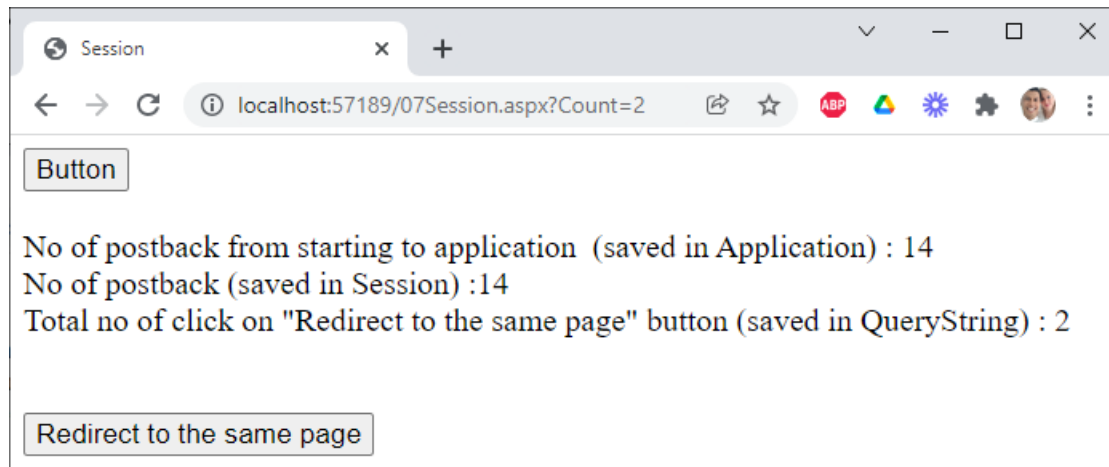 Session
localhost:57189/07Session.aspx?Count=2
ABP
Button
No of postback from starting to application  (saved in Application) : 14
No of postback (saved in Session) :14
Total no of click on "Redirect to the same page" button (saved in QueryString) : 2
Redirect to the same page